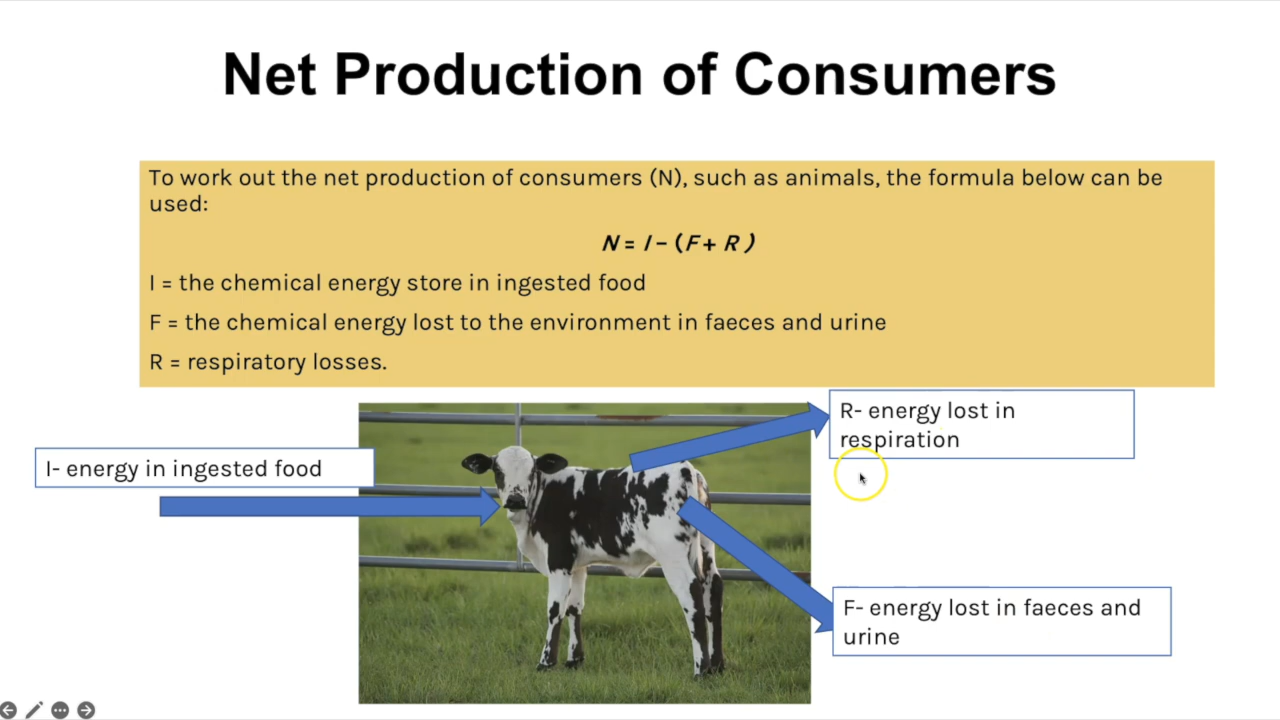 Net Production of Consumers
To work out the net production of consumers (N), such as animals, the formula below can be
used:
N = I – (F+ R )
I = the chemical energy store in ingested food
F = the chemical energy lost to the environment in faeces and urine
R = respiratory losses.
R- energy lost in
respiration
I- energy in ingested food
F- energy lost in faeces and
urine